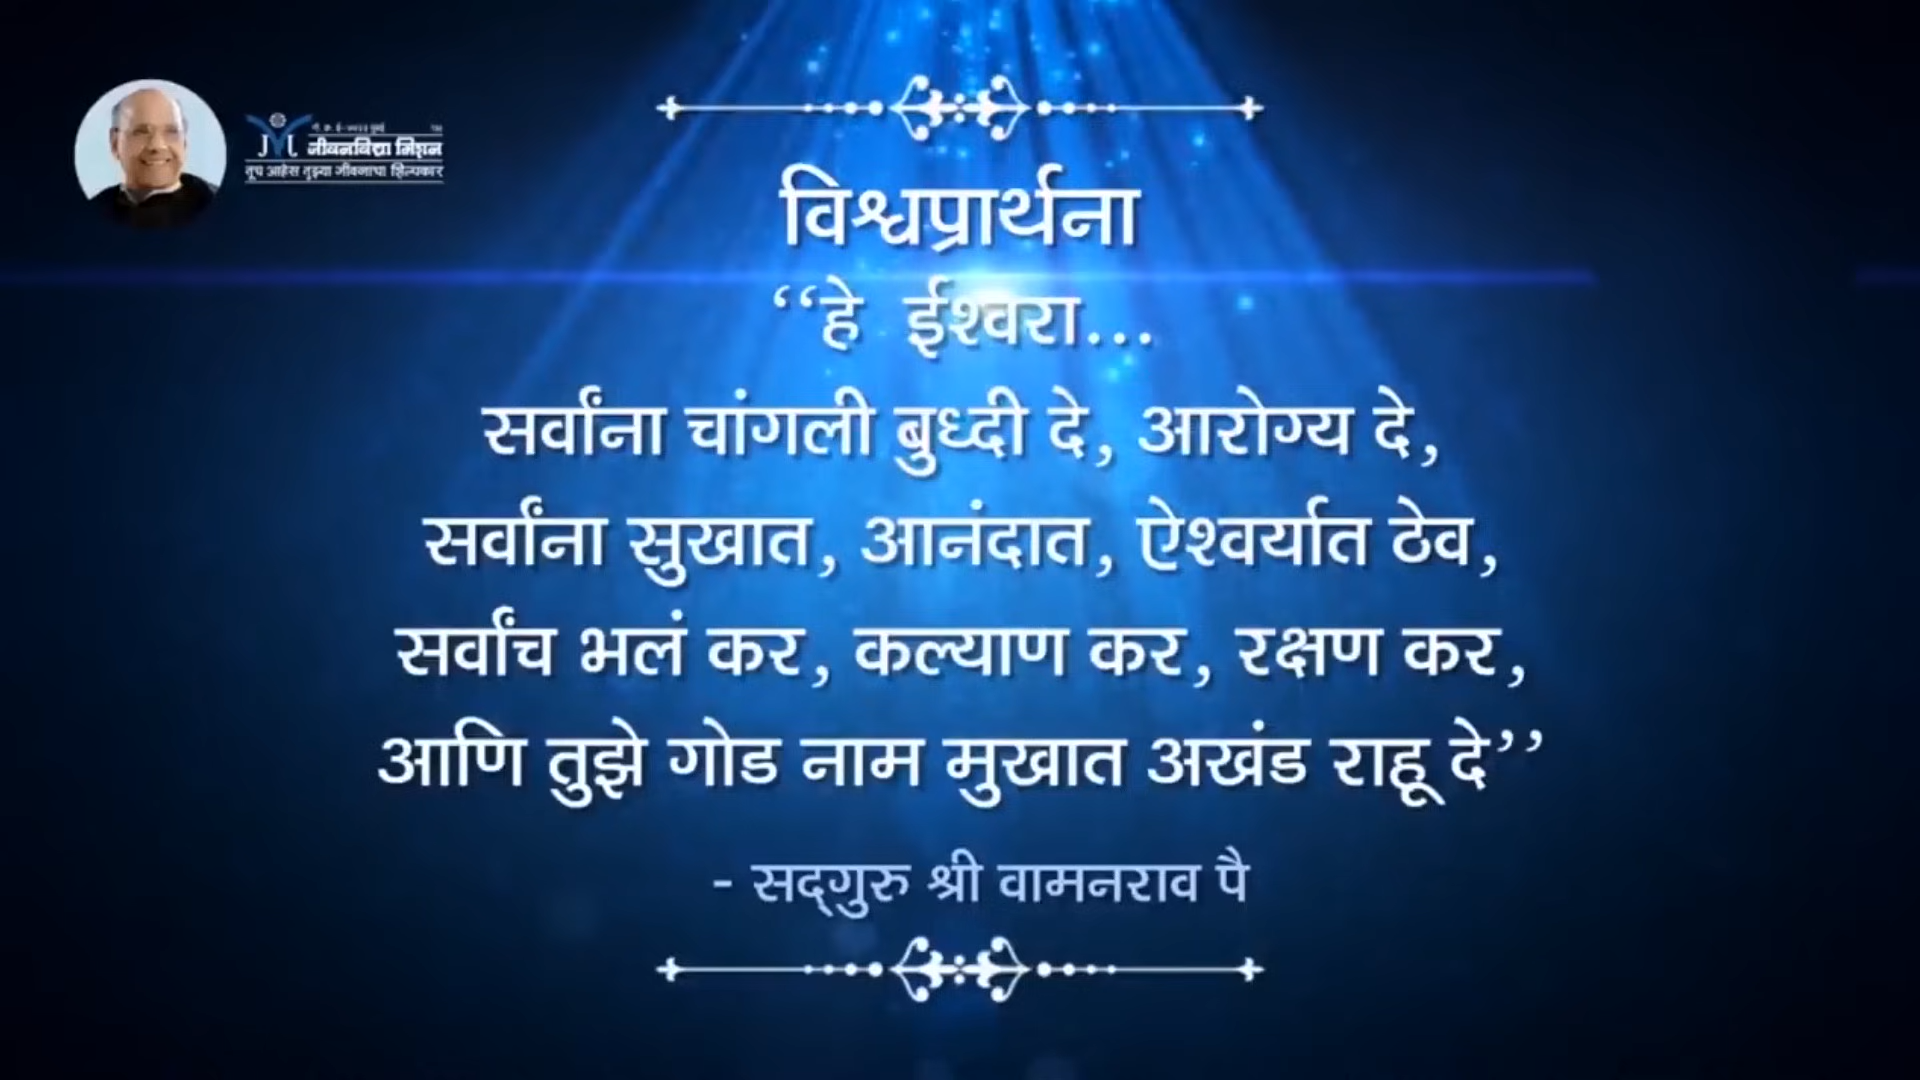 जीवनविद्या मिशन
तूच आहेस तुझ्या जीवनाचा शिल्पकार
विश्वप्रार्थना
‘‘हे ईश्वरा...
सर्वांना चांगली बुध्दी दे, आरोग्य दे,
सर्वांना सुखात, आनंदात, ऐश्वर्यात ठेव,
सर्वांच भलं कर, कल्याण कर, रक्षण कर,
आणि तुझे गोड नाम मुखात अखंड राहू दे’’
- सद्‌गुरु श्री वामनराव पै